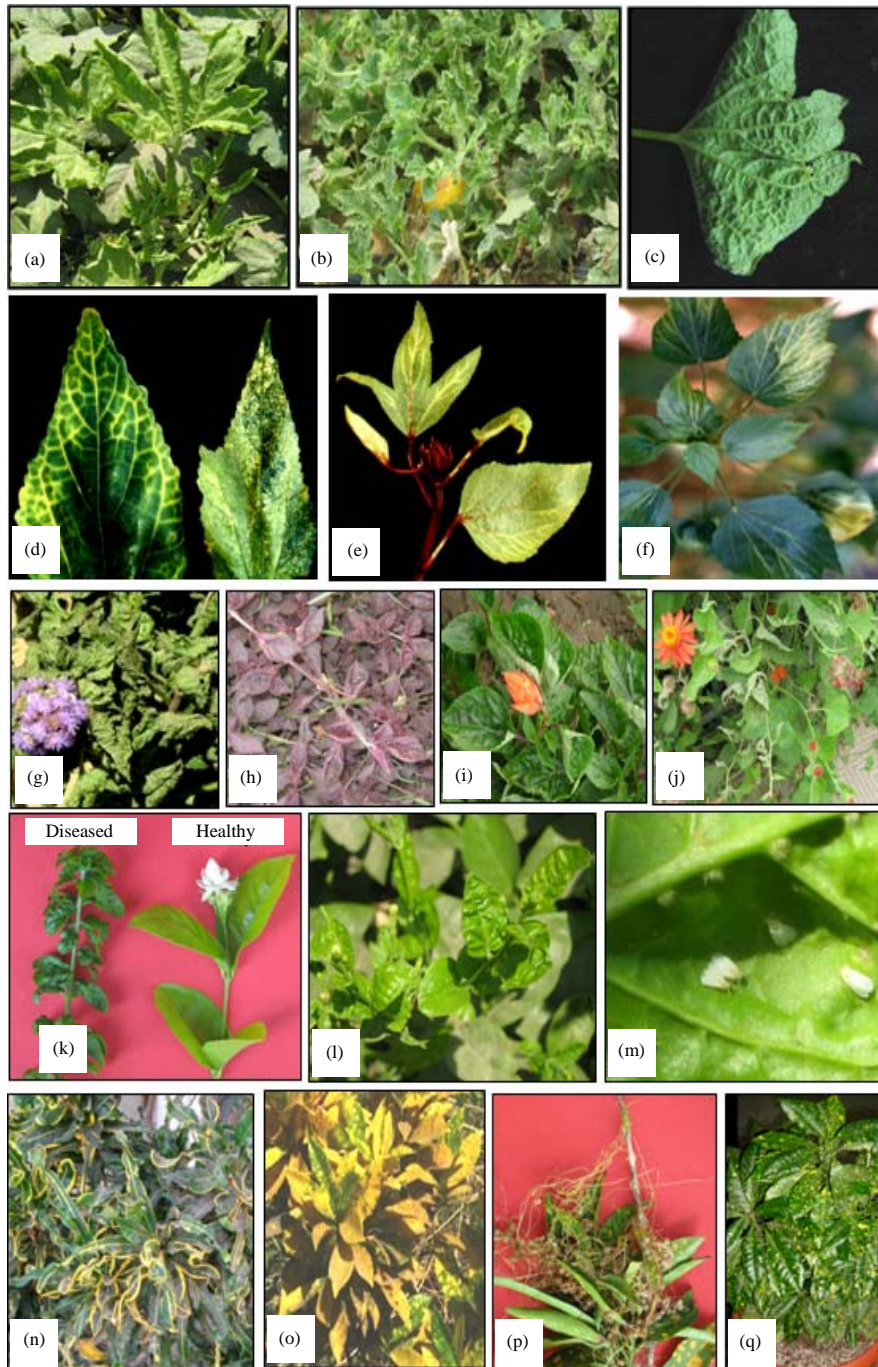 (a)
(b)
(c)
(d)
(e)
(f)
(g)
(h)
(i)
(j)
Diseased
Healthy
(k)
(l)
(m)
(n)
(o)
(p)
(q)